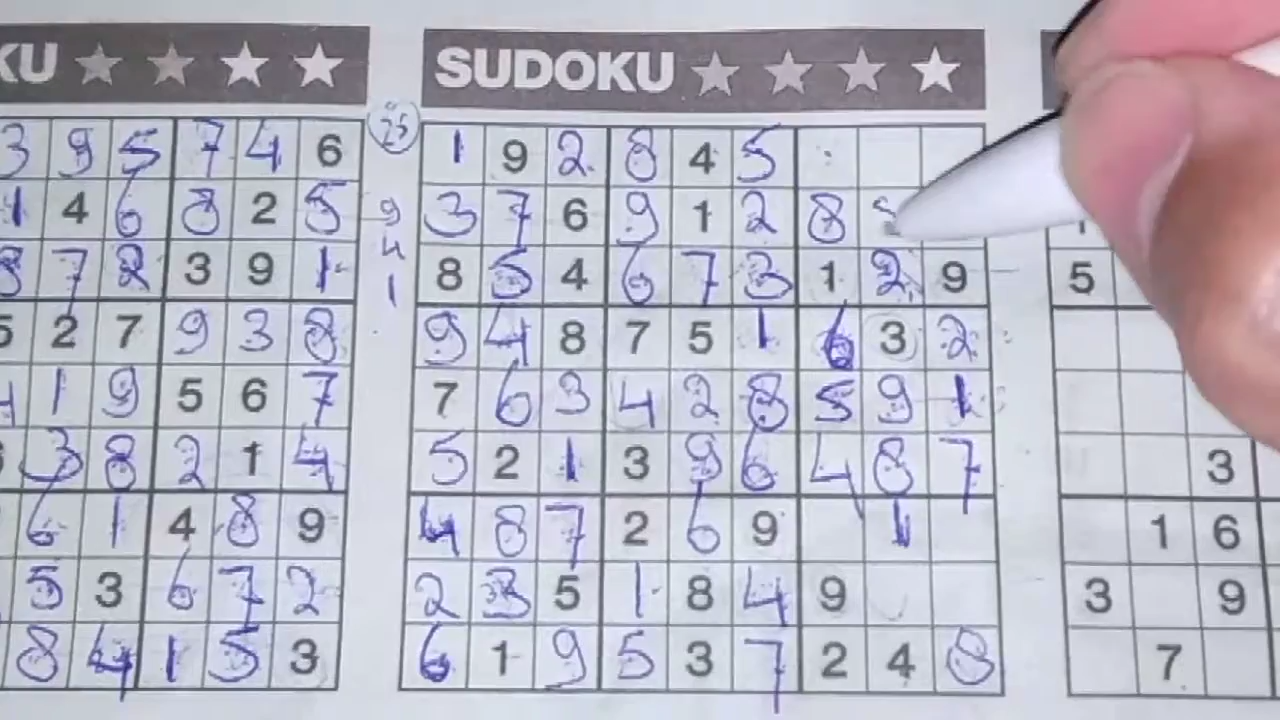 KU SUDOKU
3 9 5 7 4 6 25 1 9 2 8 4 5
1 4 6 8 2 5 9 3 7 6 9 1 2 8 5
8 7 2 3 9 1 4 1 8 5 4 6 7 3 1 2 9 5
5 2 7 9 3 8 9 4 8 7 5 1 6 3 2
4 1 9 5 6 7 7 6 3 4 2 8 5 9 1
3 8 2 1 4 5 2 1 3 9 6 4 8 7 3
6 1 4 8 9 4 8 7 2 6 9 1 1 6
5 3 6 7 2 2 3 5 1 8 4 9 3 9
8 4 1 5 3 6 1 9 5 3 7 2 4 8 7